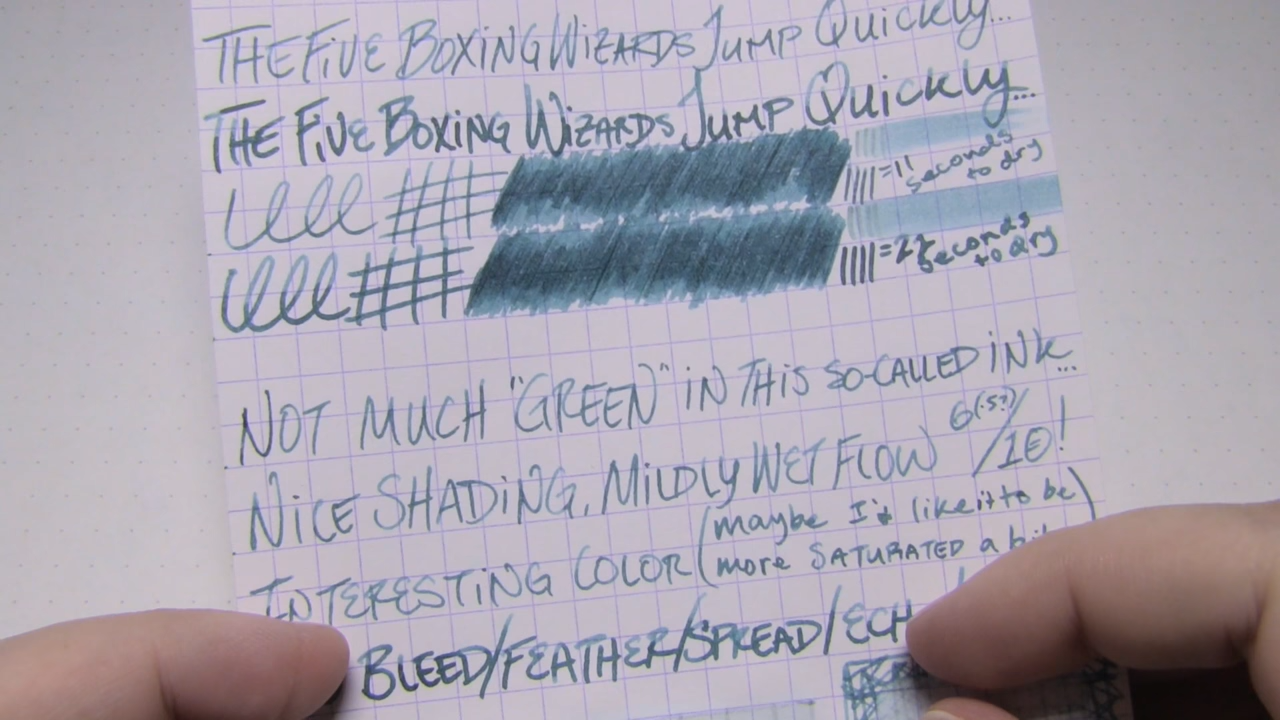 THE FIVE BOXING WIZARDS JUMP QUICKLY...
THE FIVE BOXING WIZARDS JUMP QUICKLY...
=11 seconds to dry
seconds to dry
NOT MUCH "GREEN" IN THIS SO-CALLED INK...
NICE SHADING, MILDLY WET FLOW 6(.5?)/10!
INTERESTING COLOR (maybe I'd like it to be
more SATURATED a
BLEED/FEATHER/SPREAD/ECH